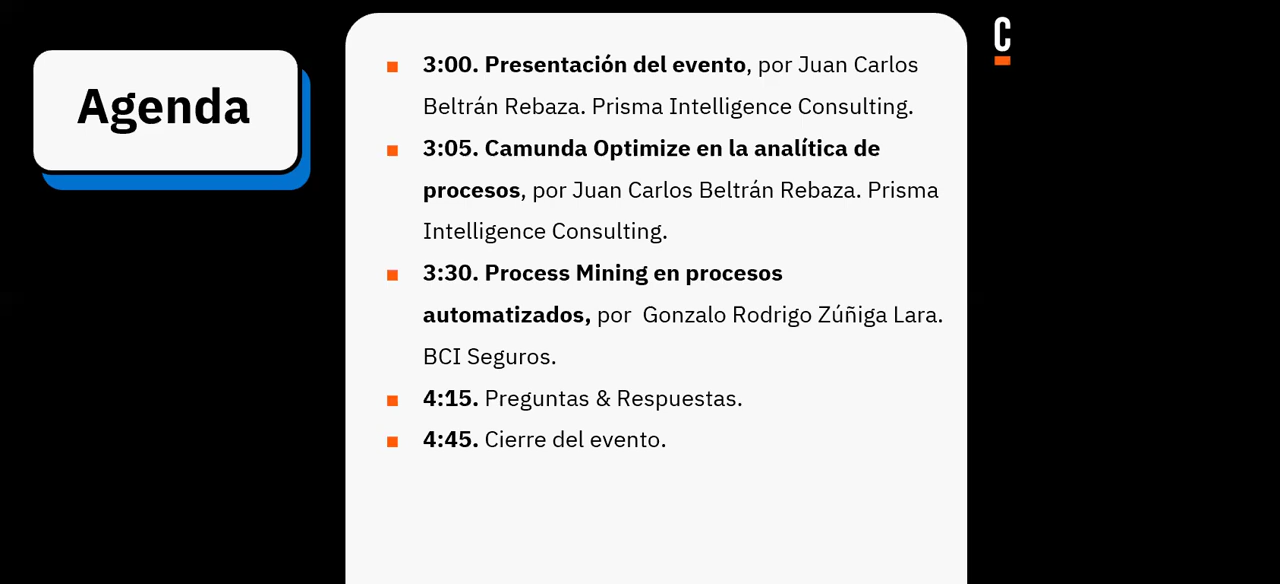 Agenda
3:00. Presentación del evento, por Juan Carlos
Beltrán Rebaza. Prisma Intelligence Consulting.
3:05. Camunda Optimize en la analítica de
procesos, por Juan Carlos Beltrán Rebaza. Prisma
Intelligence Consulting.
3:30. Process Mining en procesos
automatizados, por  Gonzalo Rodrigo Zúñiga Lara.
BCI Seguros.
4:15. Preguntas & Respuestas.
4:45. Cierre del evento.
C